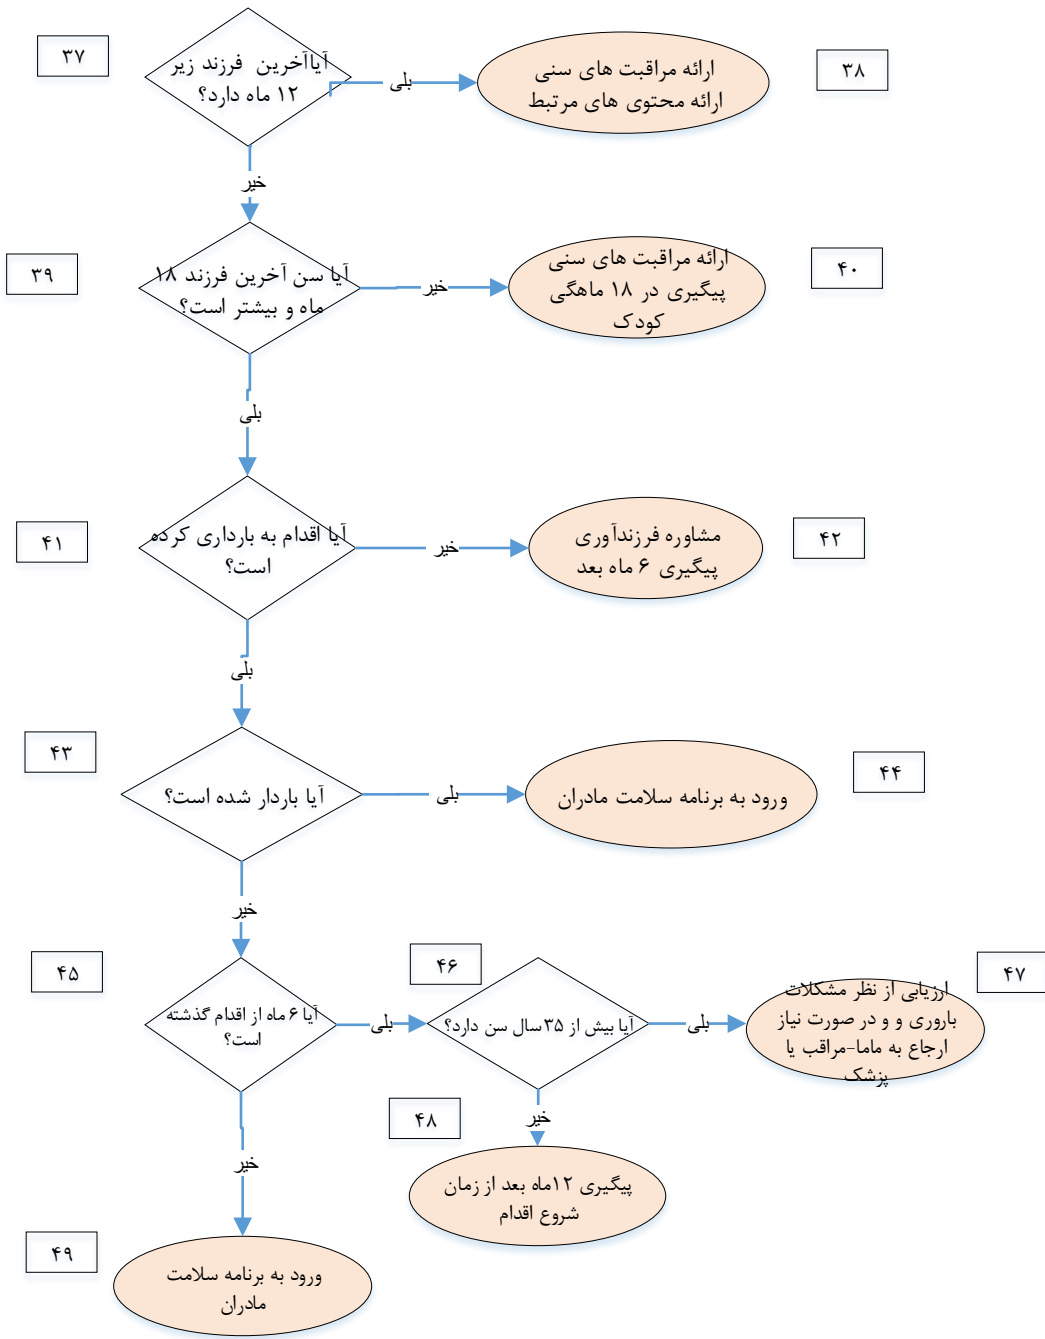 ۳۷
آیاآخرین فرزند زیر
۱۲ ماه دارد؟
بلی
ارائه مراقبت های سنی
ارائه محتوی های مرتبط
۳۸
خیر
۳۹
آیا سن آخرین فرزند ۱۸
ماه و بیشتر است؟
خیر
ارائه مراقبت های سنی
پیگیری در ۱۸ ماهگی
کودک
۴۰
بلی
۴۱
آیا اقدام به بارداری کرده
است؟
خیر
مشاوره فرزندآوری
پیگیری ۶ ماه بعد
۴۲
بلی
۴۳
آیا باردار شده است؟
بلی
ورود به برنامه سلامت مادران
۴۴
خیر
۴۵
آیا ۶ ماه از اقدام گذشته
است؟
بلی
۴۶
آیا بیش از ۳۵سال سن دارد؟
بلی
۴۷
ارزیابی از نظر مشکلات
باروری و و در صورت نیاز
ارجاع به ماما-مراقب یا
پزشک
خیر
۴۸
پیگیری ۱۲ماه بعد از زمان
شروع اقدام
خیر
۴۹
ورود به برنامه سلامت
مادران